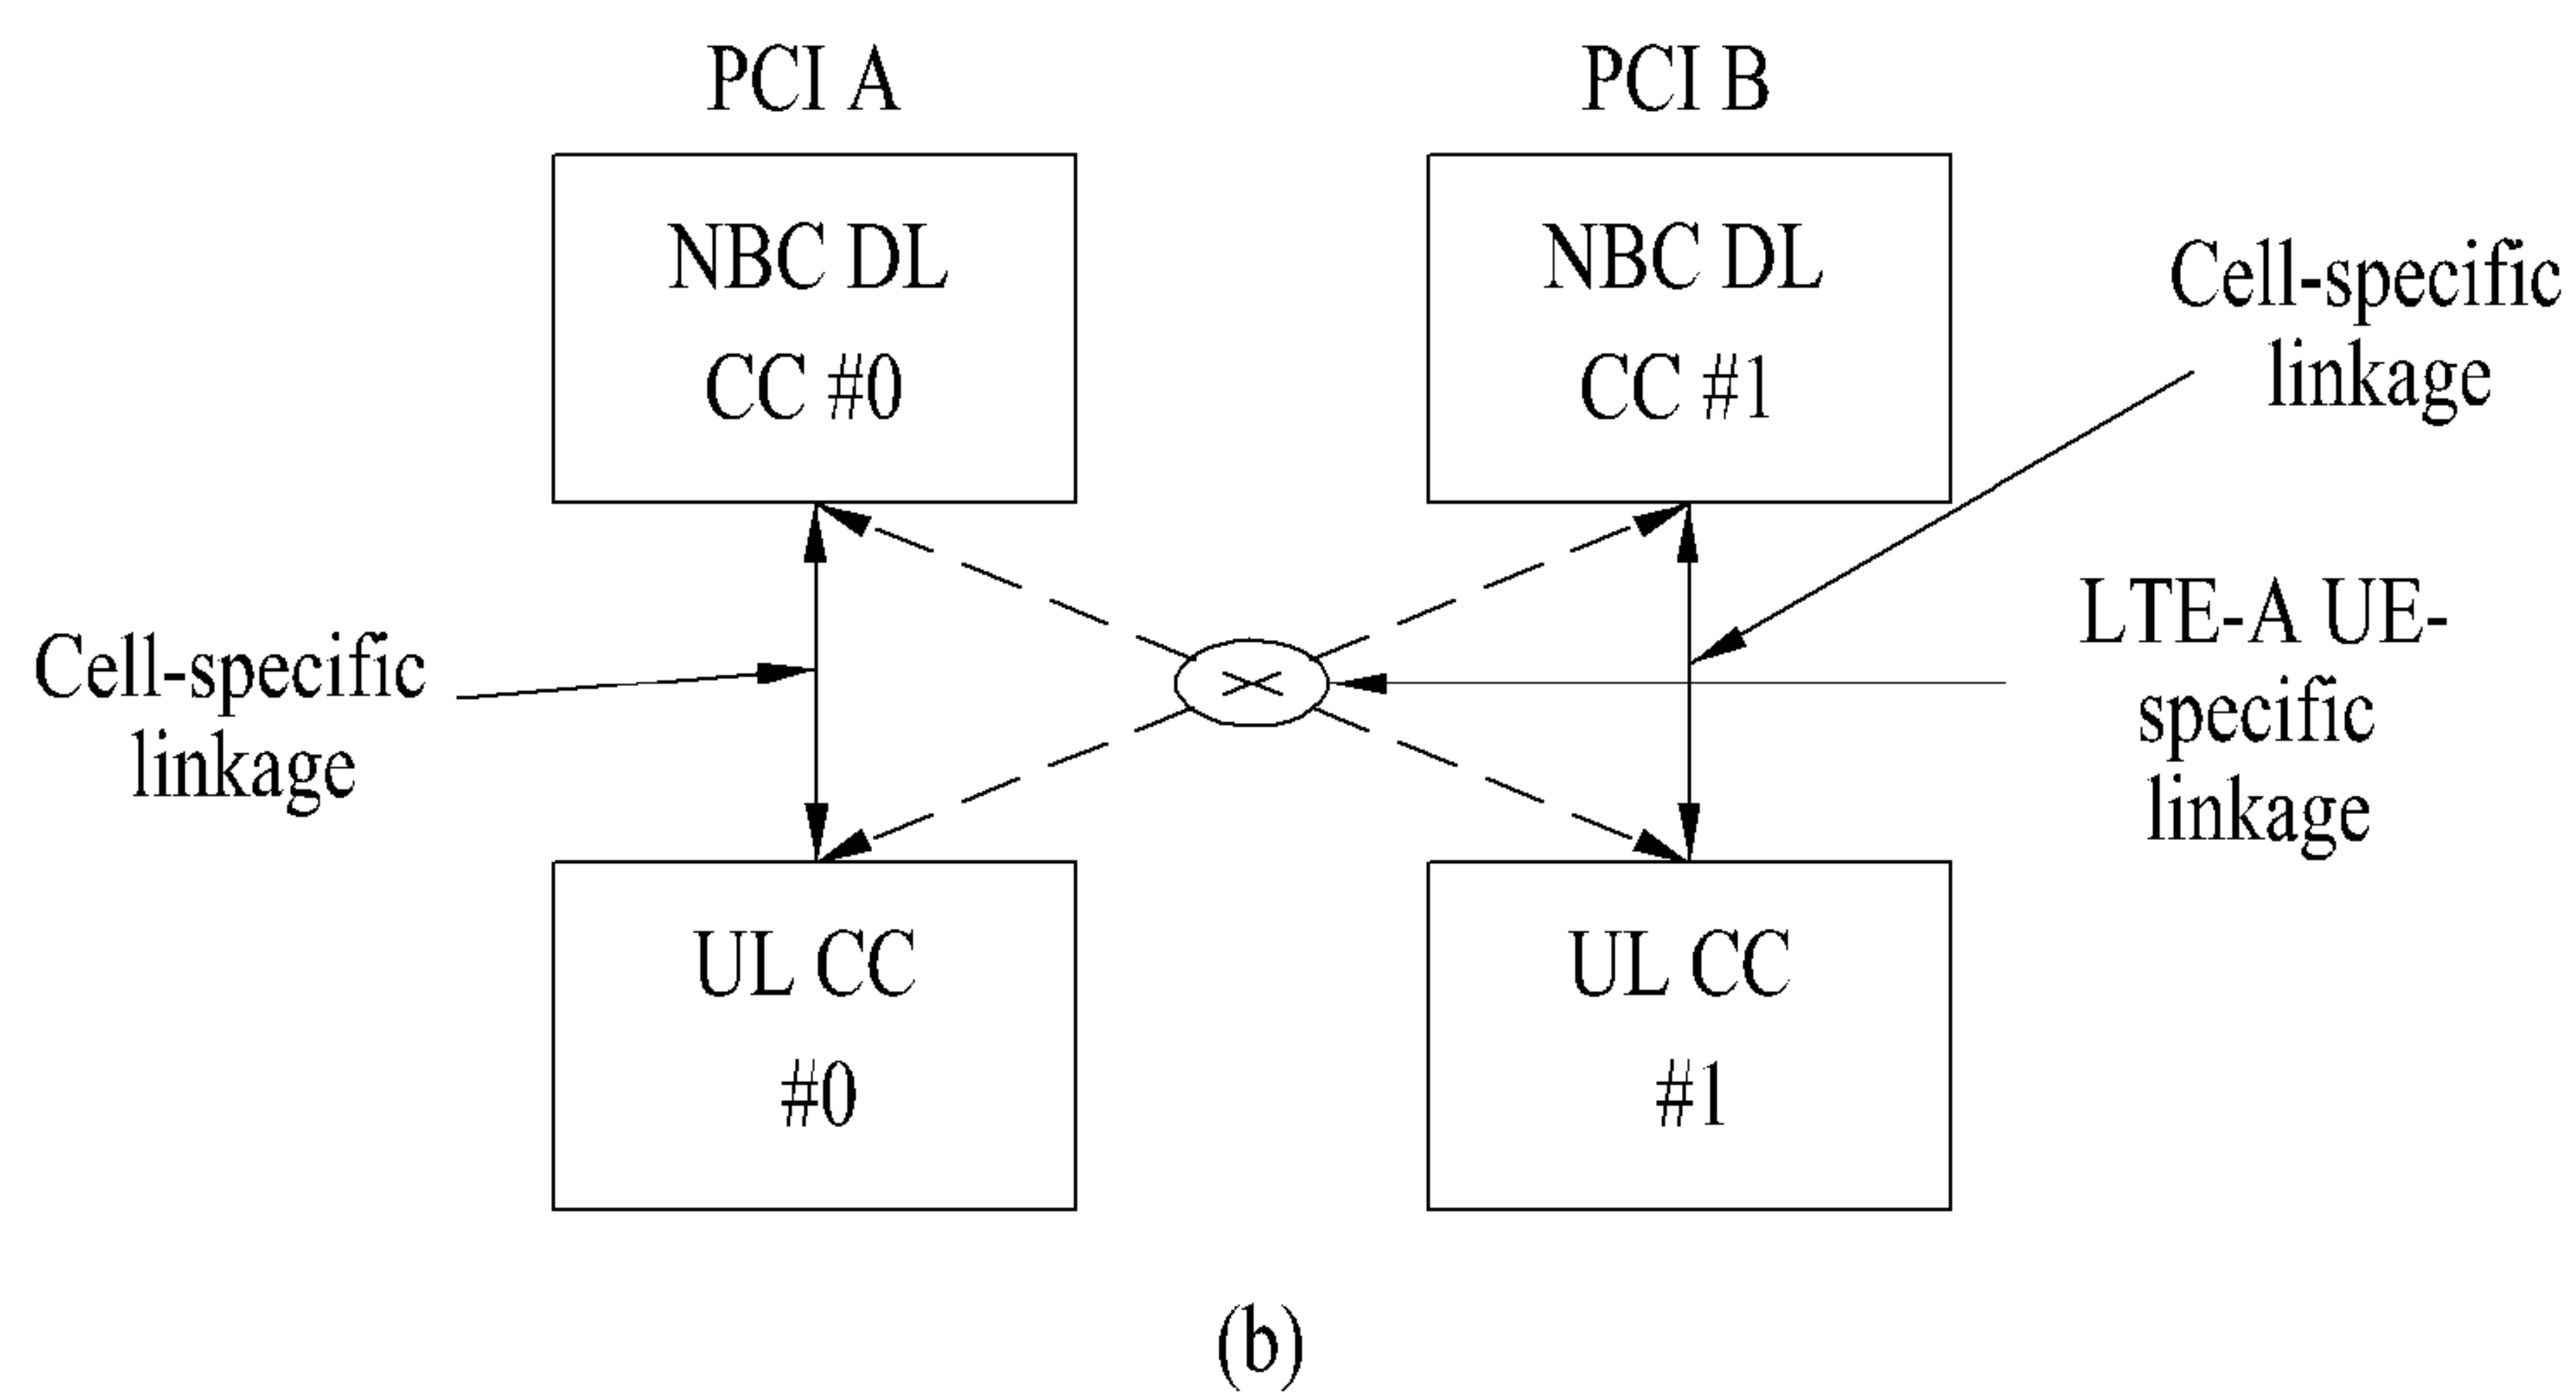 PCI A
PCI B
NBC DL
CC #0
NBC DL
CC #1
Cell-specific
linkage
Cell-specific
linkage
LTE-A UE-
specific
linkage
UL CC
#0
UL CC
#1
(b)